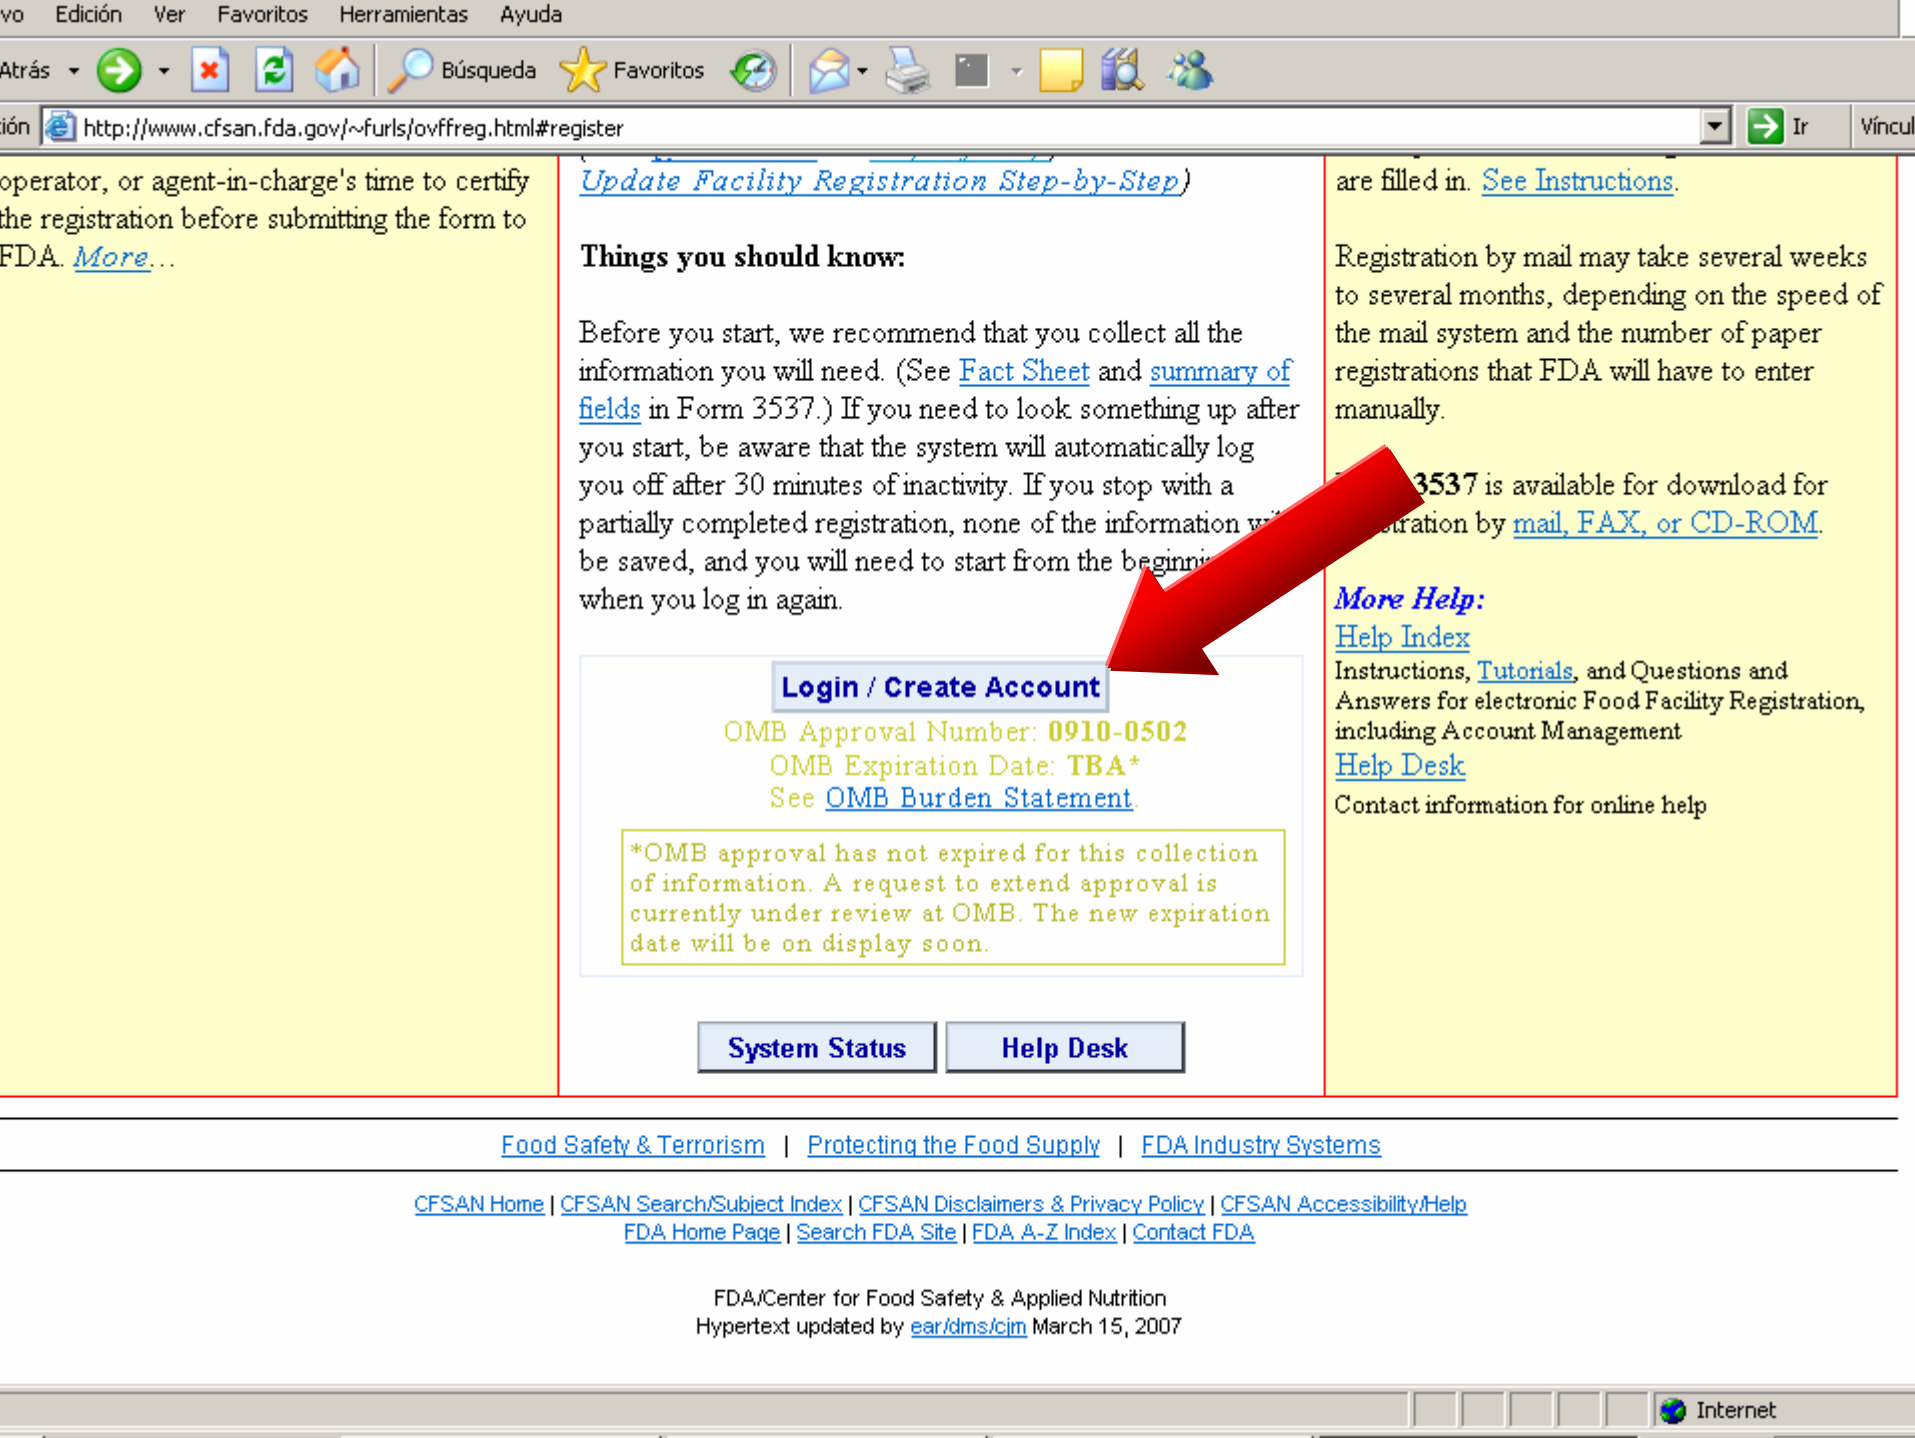 vo Edición Ver Favoritos Herramientas Ayuda
Atrás Búsqueda Favoritos
ión http://www.cfsan.fda.gov/~furls/ovffreg.html#register Ir Víncul
operator, or agent-in-charge's time to certify
the registration before submitting the form to
FDA. More...
Update Facility Registration Step-by-Step)
Things you should know:
Before you start, we recommend that you collect all the
information you will need. (See Fact Sheet and summary of
fields in Form 3537.) If you need to look something up after
you start, be aware that the system will automatically log
you off after 30 minutes of inactivity. If you stop with a
partially completed registration, none of the information
be saved, and you will need to start from the
when you log in again.
Login / Create Account
OMB Approval Number: 0910-0502
OMB Expiration Date: TBA*
See OMB Burden Statement.
*OMB approval has not expired for this collection
of information. A request to extend approval is
currently under review at OMB. The new expiration
date will be on display soon.
System Status Help Desk
are filled in. See Instructions.
Registration by mail may take several weeks
to several months, depending on the speed of
the mail system and the number of paper
registrations that FDA will have to enter
manually.
3537 is available for download for
by mail, FAX, or CD-ROM.
More Help:
Help Index
Instructions, Tutorials, and Questions and
Answers for electronic Food Facility Registration,
including Account Management
Help Desk
Contact information for online help
Food Safety & Terrorism | Protecting the Food Supply | FDA Industry Systems
CFSAN Home | CFSAN Search/Subject Index | CFSAN Disclaimers & Privacy Policy | CFSAN Accessibility/Help
FDA Home Page | Search FDA Site | FDA A-Z Index | Contact FDA
FDA/Center for Food Safety & Applied Nutrition
Hypertext updated by ear/dms/cjm March 15, 2007
Internet